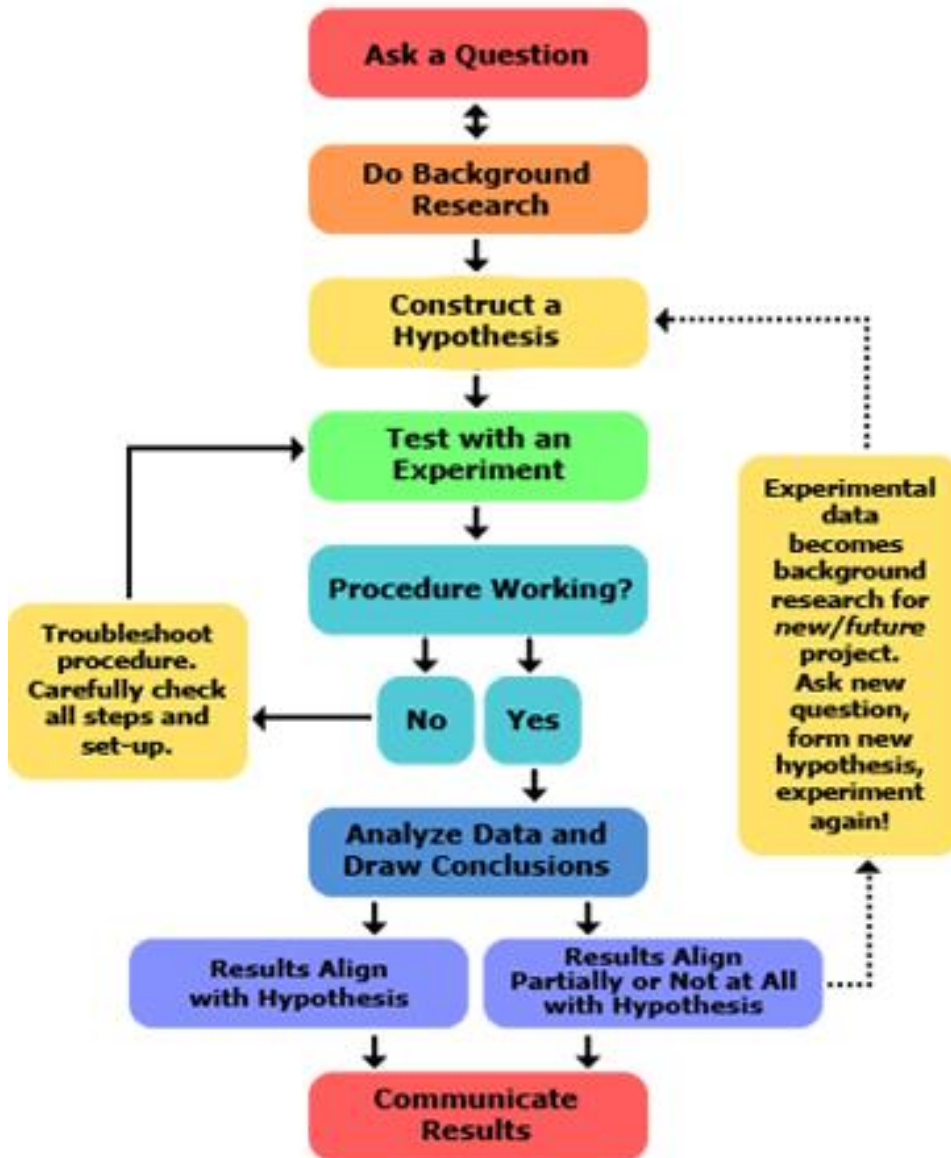 Ask a Question
Do Background
Research
Construct a
Hypothesis
Test with an
Experiment
Procedure Working?
No
Yes
Troubleshoot
procedure.
Carefully check
all steps and
set-up.
Analyze Data and
Draw Conclusions
Results Align
with Hypothesis
Results Align
Partially or Not at All
with Hypothesis
Experimental
data
becomes
background
research for
new/future
project.
Ask new
question,
form new
hypothesis,
experiment
again!
Communicate
Results